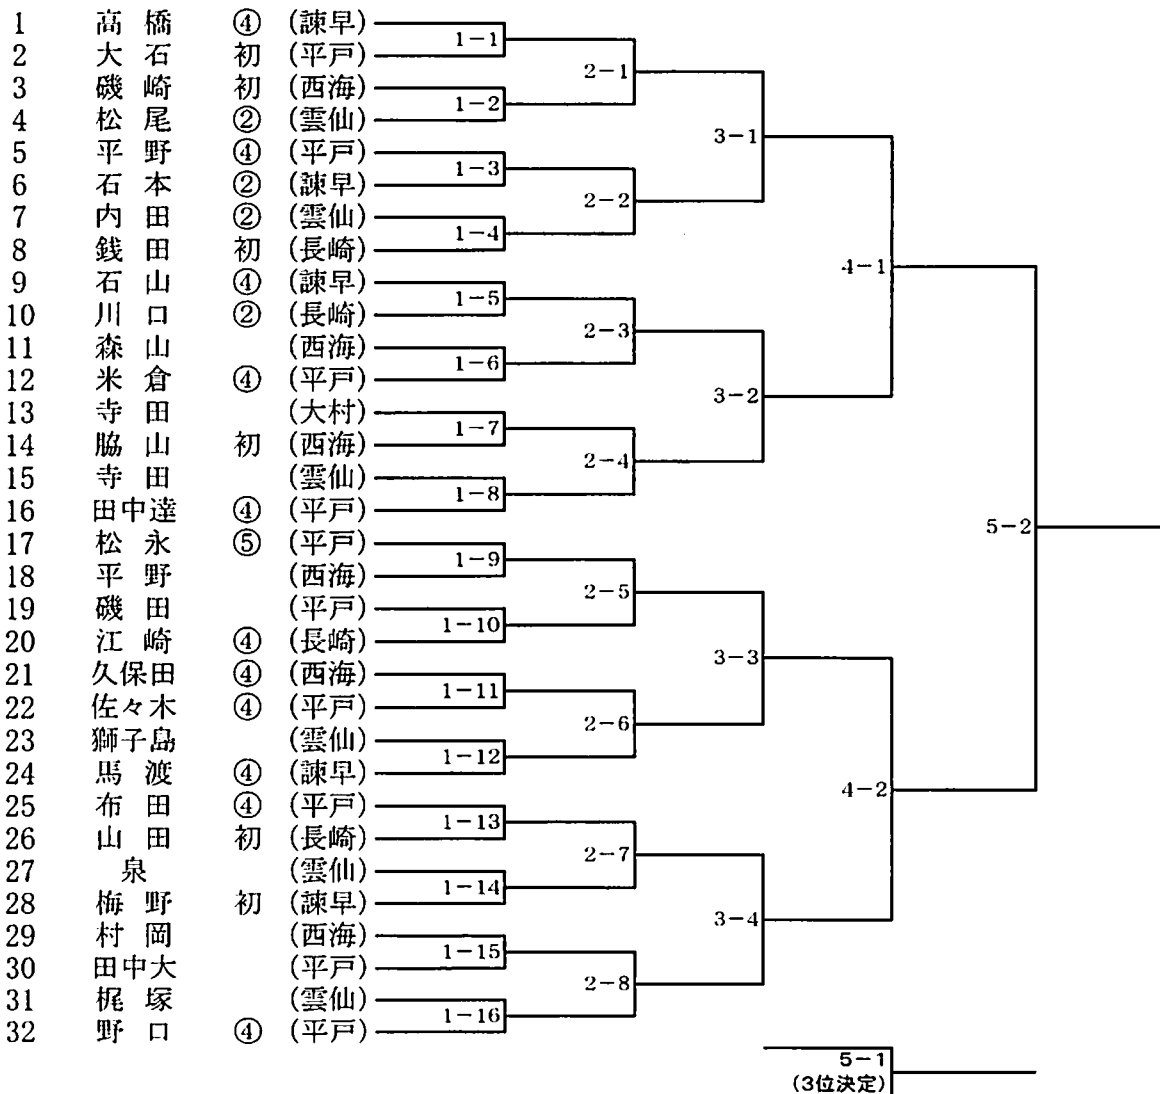 1 高橋 ④ (諫早)
2 大石 初 (平戸)
3 磯崎 初 (西海)
4 松尾 ② (雲仙)
5 平野 ④ (平戸)
6 石本 ② (諫早)
7 内田 ② (雲仙)
8 銭田 初 (長崎)
9 石山 ④ (諫早)
10 川口 ② (長崎)
11 森山 (西海)
12 米倉 ④ (平戸)
13 寺田 (大村)
14 脇山 初 (西海)
15 寺田 (雲仙)
16 田中達 ④ (平戸)
17 松永 ⑤ (平戸)
18 平野 (西海)
19 磯田 (平戸)
20 江崎 ④ (長崎)
21 久保田 ④ (西海)
22 佐々木 ④ (平戸)
23 獅子島 (雲仙)
24 馬渡 ④ (諫早)
25 布田 ④ (平戸)
26 山田 初 (長崎)
27 泉 (雲仙)
28 梅野 初 (諫早)
29 村岡 (西海)
30 田中大 (平戸)
31 梶塚 (雲仙)
32 野口 ④ (平戸)
1-1
1-2
1-3
1-4
1-5
1-6
1-7
1-8
1-9
1-10
1-11
1-12
1-13
1-14
1-15
1-16
2-1
2-2
2-3
2-4
2-5
2-6
2-7
2-8
3-1
3-2
3-3
3-4
4-1
4-2
5-2
5-1
(3位決定)